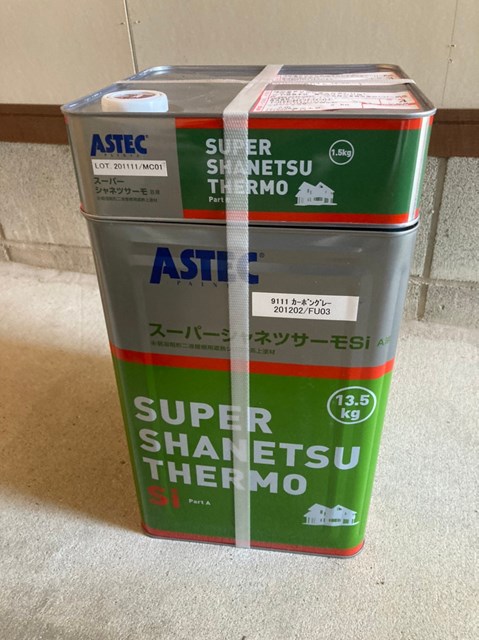 ASTEC
PAINTS
LOT. 201111/MC01
スーパー
シャネツサーモ
SUPER
SHANETSU
THERMO
Part
1.5kg
ASTEC
9111 カーボングレー
201202/FU03
スーパーシャネツサーモSi
SUPER
SHANETSU
THERMO
Si
Part A
13.5
kg